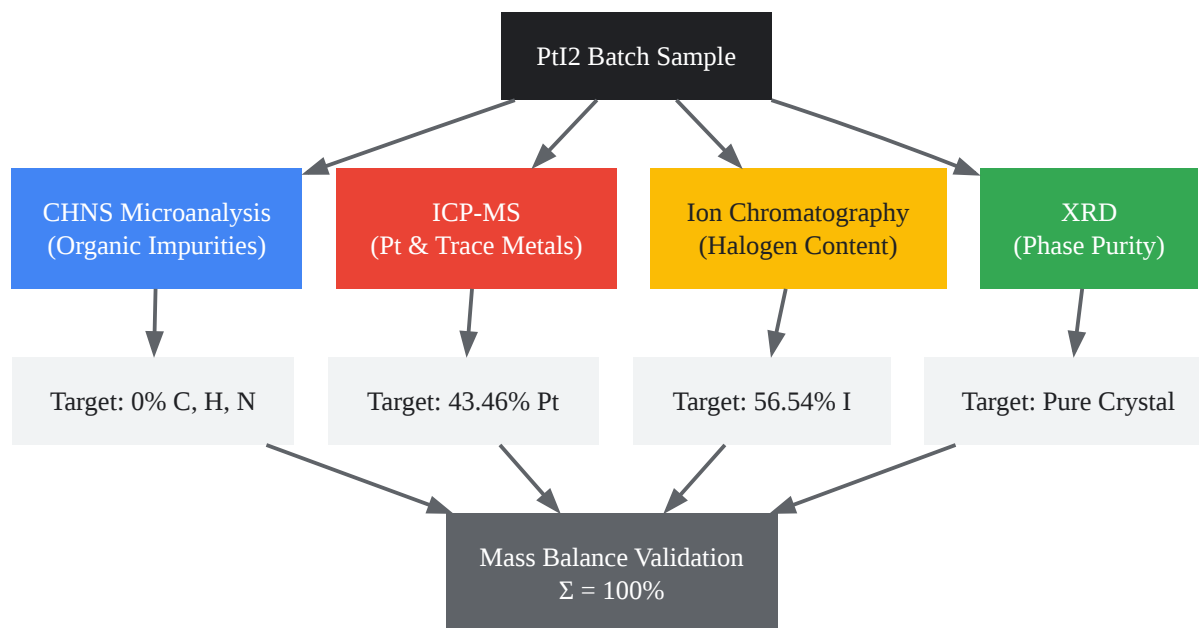 PtI2 Batch Sample
CHNS Microanalysis
(Organic Impurities)
ICP-MS
(Pt & Trace Metals)
Ion Chromatography
(Halogen Content)
XRD
(Phase Purity)
Target: 0% C, H, N
Target: 43.46% Pt
Target: 56.54% I
Target: Pure Crystal
Mass Balance Validation
Σ = 100%